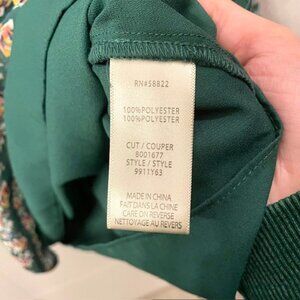 RN#58822
100%POLYESTER
100%POLYESTER
CUT / COUPER
8001677
STYLE / STYLE
9911Y63
MADE IN CHINA
FAIT DANS LA CHINE
CARE ON REVERSE
NETTOYAGE AU REVERS